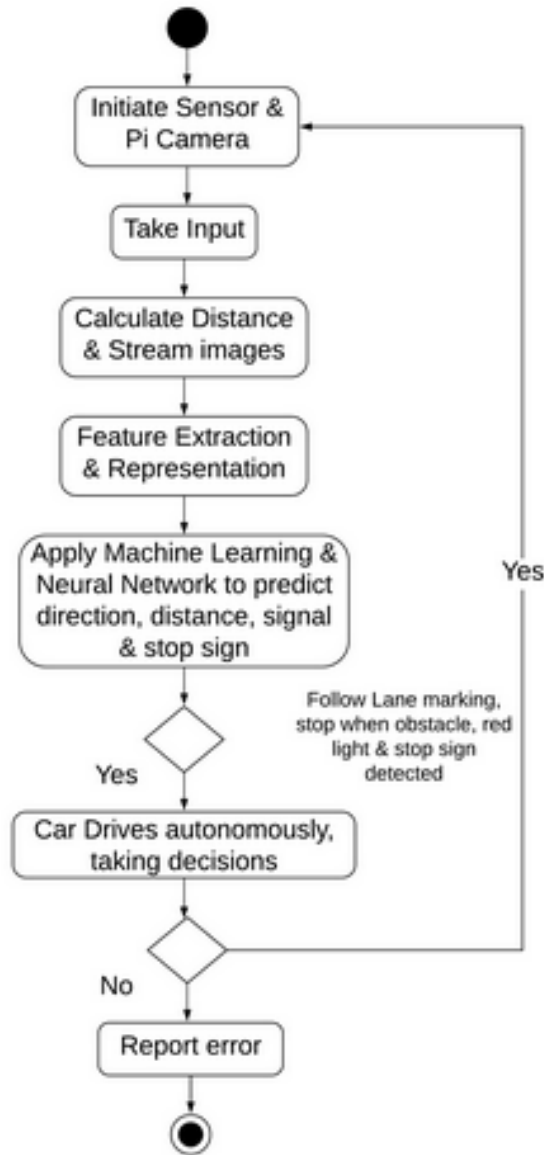 Initiate Sensor &
Pi Camera
Take Input
Calculate Distance
& Stream images
Feature Extraction
& Representation
Apply Machine Learning &
Neural Network to predict
direction, distance, signal
& stop sign
Yes
Follow Lane marking,
stop when obstacle, red
light & stop sign
detected
Yes
Car Drives autonomously,
taking decisions
No
Report error